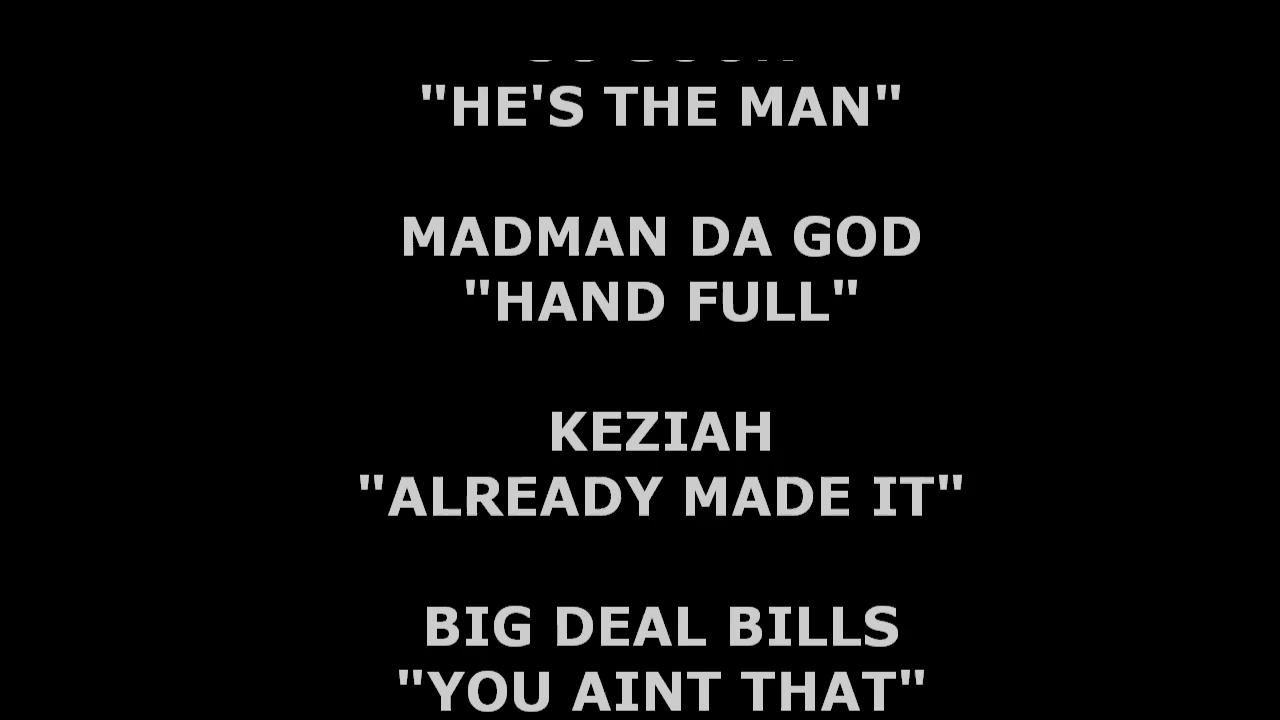 "HE'S THE MAN"
MADMAN DA GOD
"HAND FULL"
KEZIAH
"ALREADY MADE IT"
BIG DEAL BILLS
"YOU AINT THAT"